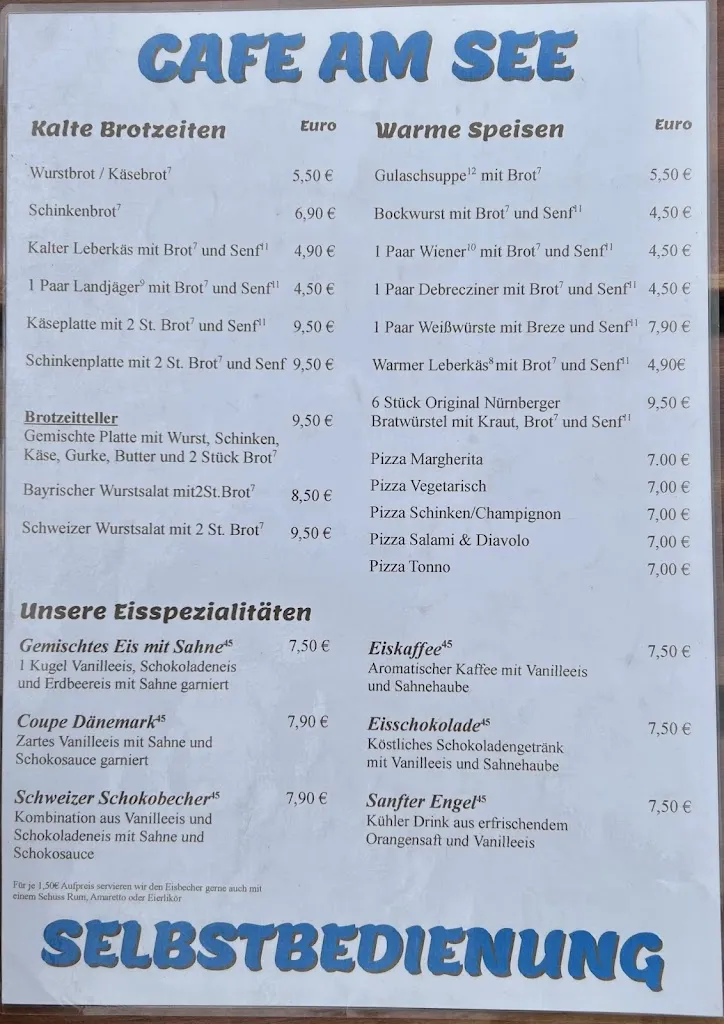 CAFE AM SEE
Kalte Brotzeiten Euro
Wurstbrot / Käsebrot⁷ 5,50 €
Schinkenbrot⁷ 6,90 €
Kalter Leberkäs mit Brot⁷ und Senf¹¹ 4,90 €
1 Paar Landjäger⁹ mit Brot⁷ und Senf¹¹ 4,50 €
Käseplatte mit 2 St. Brot⁷ und Senf¹¹ 9,50 €
Schinkenplatte mit 2 St. Brot⁷ und Senf 9,50 €
Brotzeitteller 9,50 €
Gemischte Platte mit Wurst, Schinken,
Käse, Gurke, Butter und 2 Stück Brot⁷
Bayrischer Wurstsalat mit2St.Brot⁷ 8,50 €
Schweizer Wurstsalat mit 2 St. Brot⁷ 9,50 €
Warme Speisen Euro
Gulaschsuppe¹² mit Brot⁷ 5,50 €
Bockwurst mit Brot⁷ und Senf¹¹ 4,50 €
1 Paar Wiener¹⁰ mit Brot⁷ und Senf¹¹ 4,50 €
1 Paar Debrecziner mit Brot⁷ und Senf¹¹ 4,50 €
1 Paar Weißwürste mit Breze und Senf¹¹ 7,90 €
Warmer Leberkäs⁸ mit Brot⁷ und Senf¹¹ 4,90€
6 Stück Original Nürnberger 9,50 €
Bratwürstel mit Kraut, Brot⁷ und Senf¹¹
Pizza Margherita 7.00 €
Pizza Vegetarisch 7,00 €
Pizza Schinken/Champignon 7,00 €
Pizza Salami & Diavolo 7,00 €
Pizza Tonno 7,00 €
Unsere Eisspezialitäten
Gemischtes Eis mit Sahne⁴⁵ 7,50 €
1 Kugel Vanilleeis, Schokoladeneis
und Erdbeereis mit Sahne garniert
Coupe Dänemark⁴⁵ 7,90 €
Zartes Vanilleeis mit Sahne und
Schokosauce garniert
Schweizer Schokobecher⁴⁵ 7,90 €
Kombination aus Vanilleeis und
Schokoladeneis mit Sahne und
Schokosauce
Eiskaffee⁴⁵ 7,50 €
Aromatischer Kaffee mit Vanilleeis
und Sahnehaube
Eisschokolade⁴⁵ 7,50 €
Köstliches Schokoladengetränk
mit Vanilleeis und Sahnehaube
Sanfter Engel⁴⁵ 7,50 €
Kühler Drink aus erfrischendem
Orangensaft und Vanilleeis
Für je 1,50€ Aufpreis servieren wir den Eisbecher gerne auch mit
einem Schuss Rum, Amaretto oder Eierlikör
SELBSTBEDIENUNG